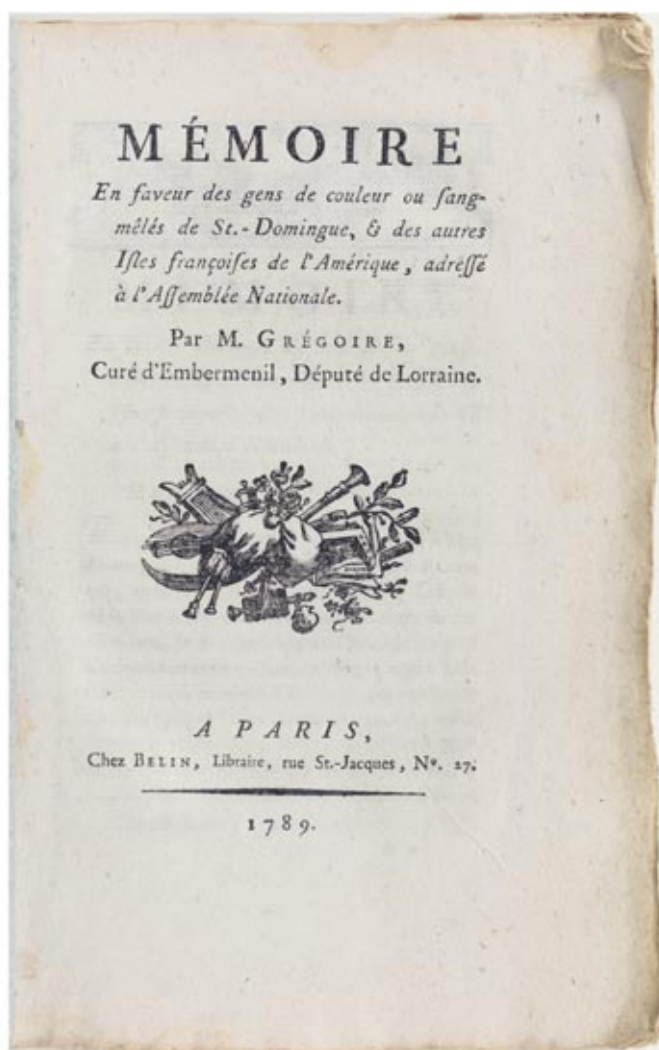 MÉMOIRE
En faveur des gens de couleur ou ſang-
mêlés de St.-Domingue, & des autres
Iſles françoiſes de l'Amérique, adreſſé
à l'Aſſemblée Nationale.
Par M. GRÉGOIRE,
Curé d'Embermenil, Député de Lorraine.
A PARIS,
Chez BELIN, Libraire, rue St.-Jacques, Nº. 27.
1789.